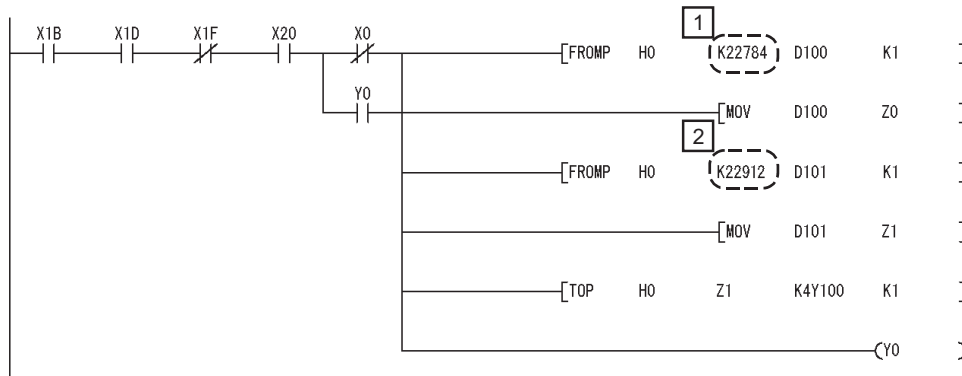 X1B X1D X1F X20 X0 1 [FROMP H0 K22784 D100 K1 ]
Y0 [MOV D100 Z0 ]
2 [FROMP H0 K22912 D101 K1 ]
[MOV D101 Z1 ]
[TOP H0 Z1 K4Y100 K1 ]
(Y0 )